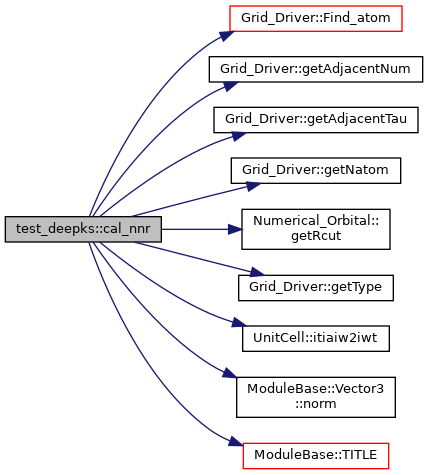 Grid_Driver::Find_atom
Grid_Driver::getAdjacentNum
Grid_Driver::getAdjacentTau
Grid_Driver::getNatom
test_deepks::cal_nnr
Numerical_Orbital::
getRcut
Grid_Driver::getType
UnitCell::itiaiw2iwt
ModuleBase::Vector3
::norm
ModuleBase::TITLE